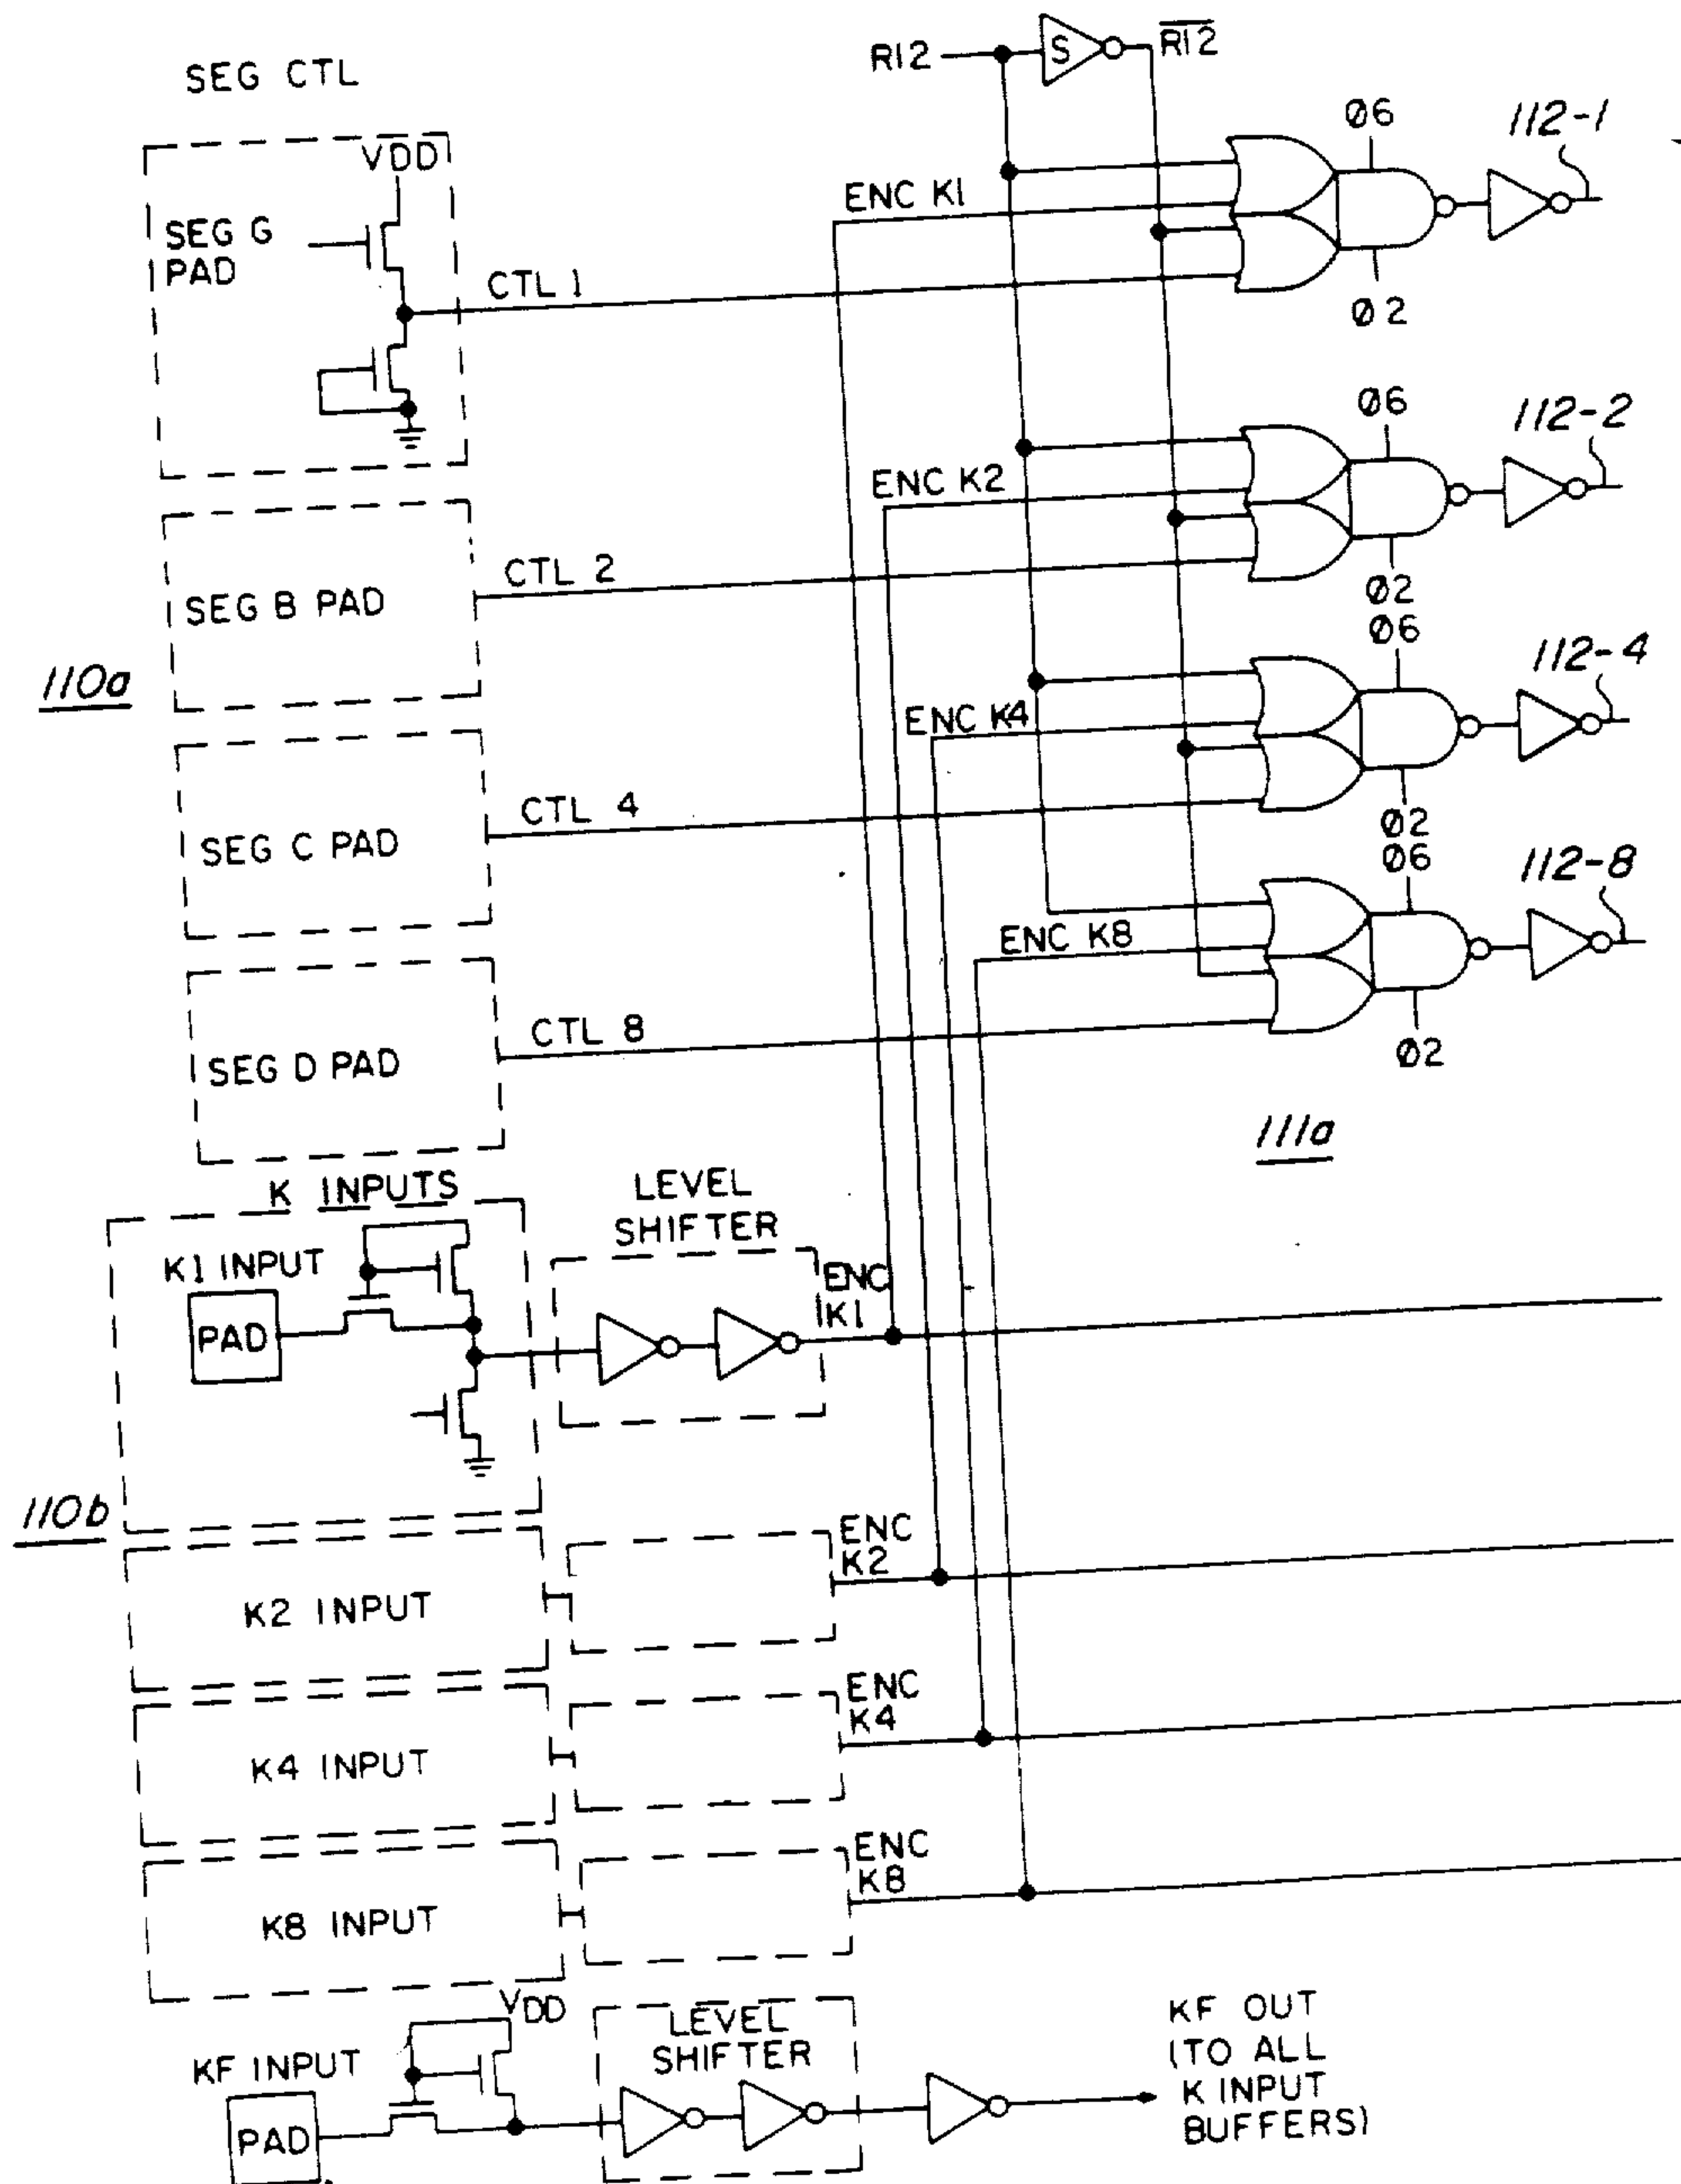 R12
S
R12
SEG CTL
VDD
SEG G
PAD
CTL 1
ENC K1
Ø6
Ø2
112-1
SEG B PAD
CTL 2
ENC K2
Ø6
Ø2
112-2
110a
SEG C PAD
CTL 4
ENC K4
Ø6
Ø2
112-4
SEG D PAD
CTL 8
ENC K8
Ø6
Ø2
112-8
111a
K INPUTS
K1 INPUT
PAD
LEVEL
SHIFTER
ENC
K1
110b
K2 INPUT
ENC
K2
K4 INPUT
ENC
K4
K8 INPUT
ENC
K8
VDD
KF INPUT
PAD
LEVEL
SHIFTER
KF OUT
(TO ALL
K INPUT
BUFFERS)